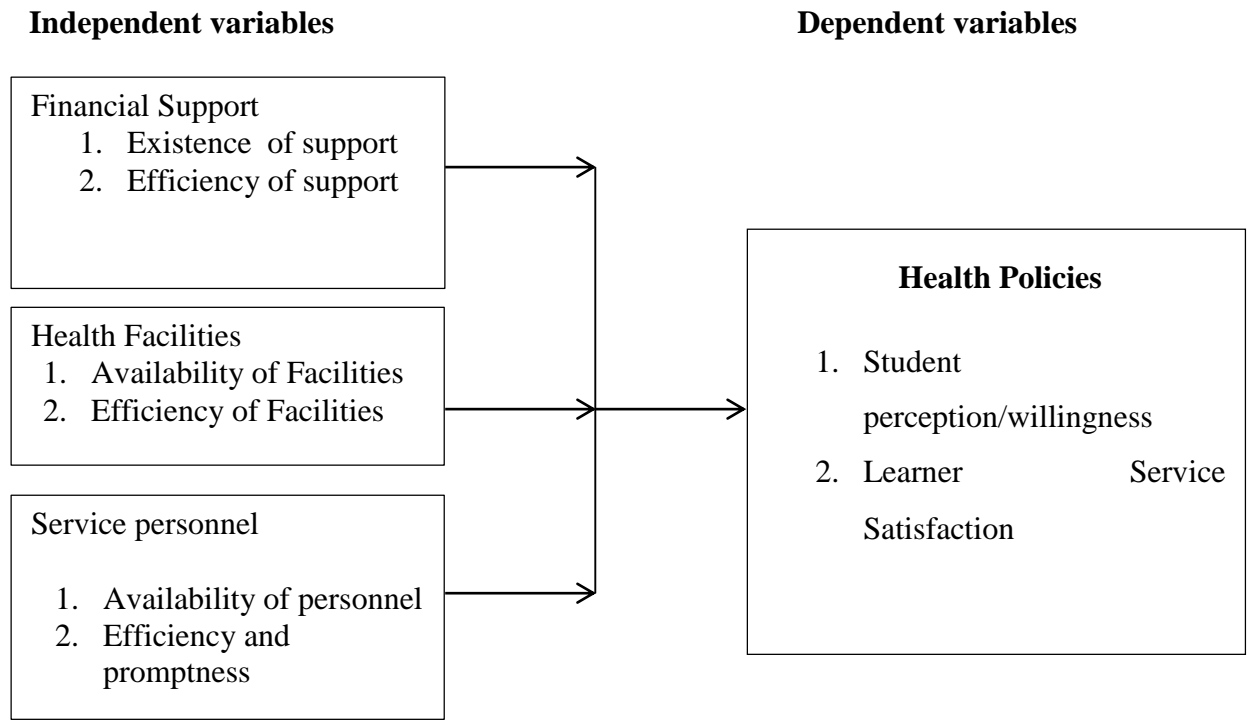 Independent variables
Dependent variables
Financial Support
1. Existence of support
2. Efficiency of support
Health Facilities
1. Availability of Facilities
2. Efficiency of Facilities
Service personnel
1. Availability of personnel
2. Efficiency and
promptness
Health Policies
1. Student
perception/willingness
2. Learner Service
Satisfaction